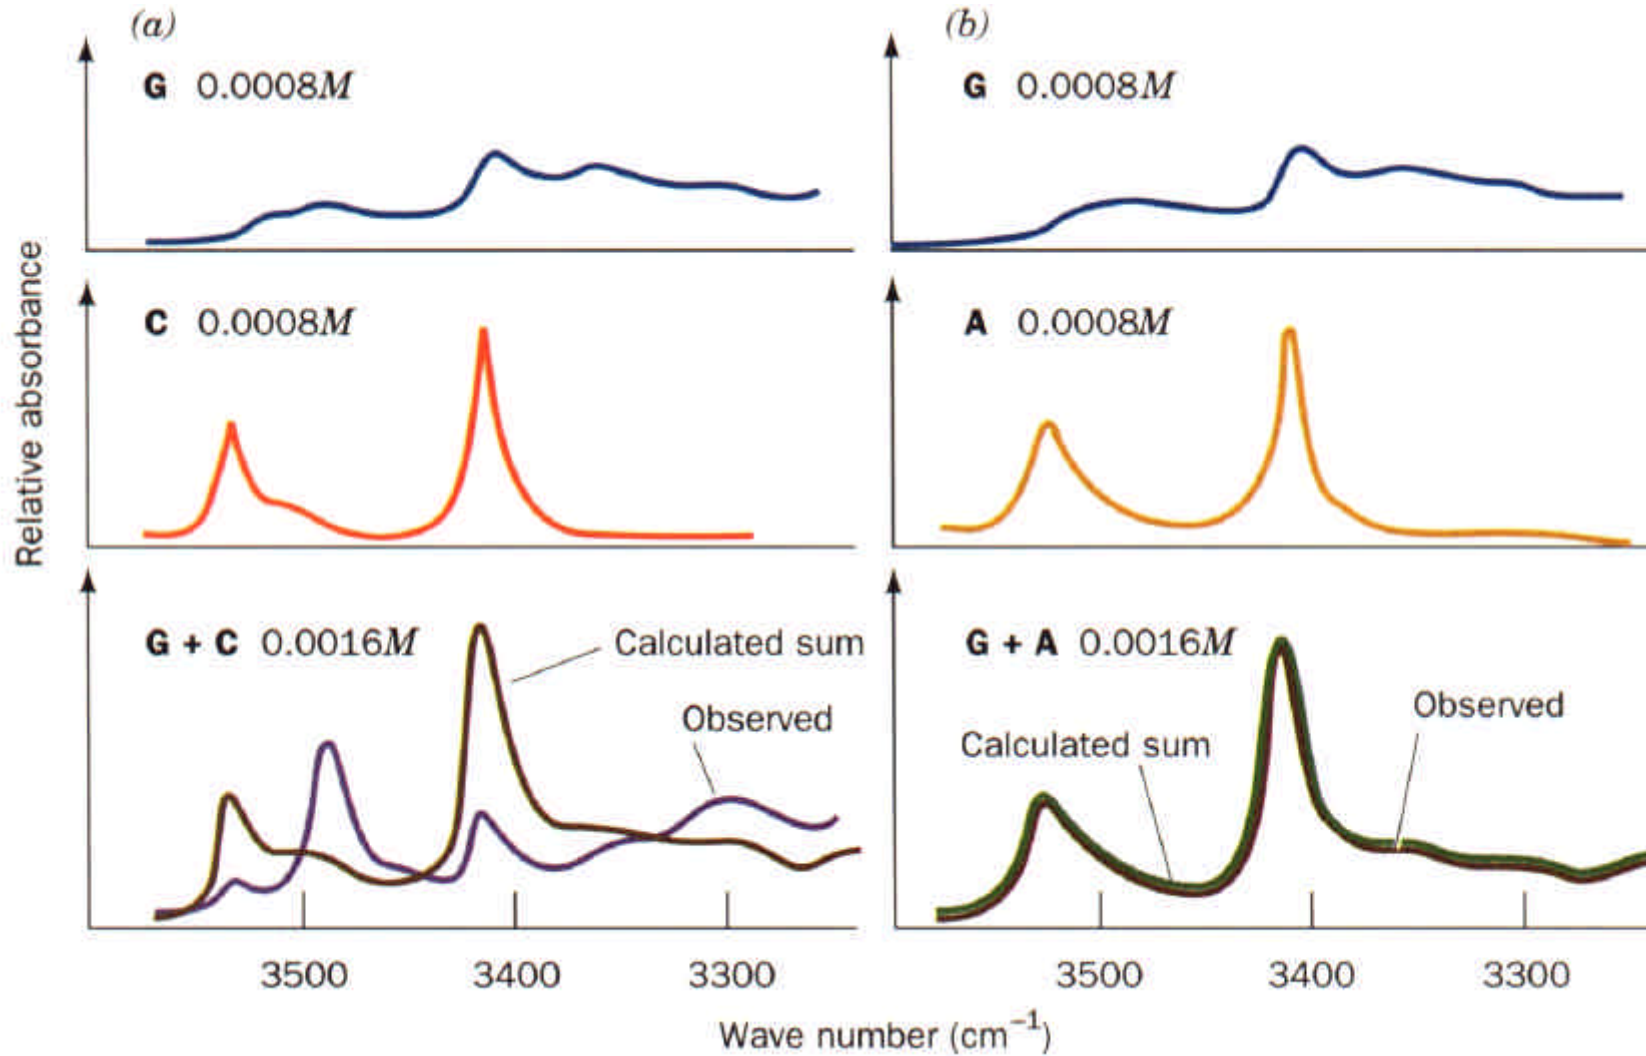 (a)
G 0.0008M
C 0.0008M
G + C 0.0016M
Calculated sum
Observed
3500 3400 3300
(b)
G 0.0008M
A 0.0008M
G + A 0.0016M
Observed
Calculated sum
3500 3400 3300
Relative absorbance
Wave number (cm⁻¹)